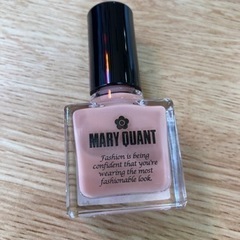 MARY QUANT
Fashion is being
confident that you're
wearing the most
fashionable look.